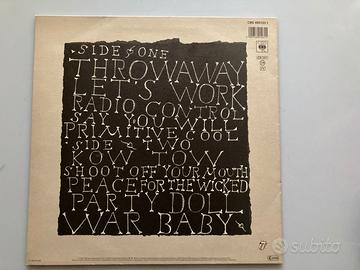 SIDE ONE
THROWAWAY
LET'S WORK
RADIO CONTROL
SAY YOU WILL
PRIMITIVE COOL
SIDE TWO
KOW TOW
SHOOT OFF YOUR MOUTH
PEACE FOR THE WICKED
PARTY DOLL
WAR BABY
CBS
subito